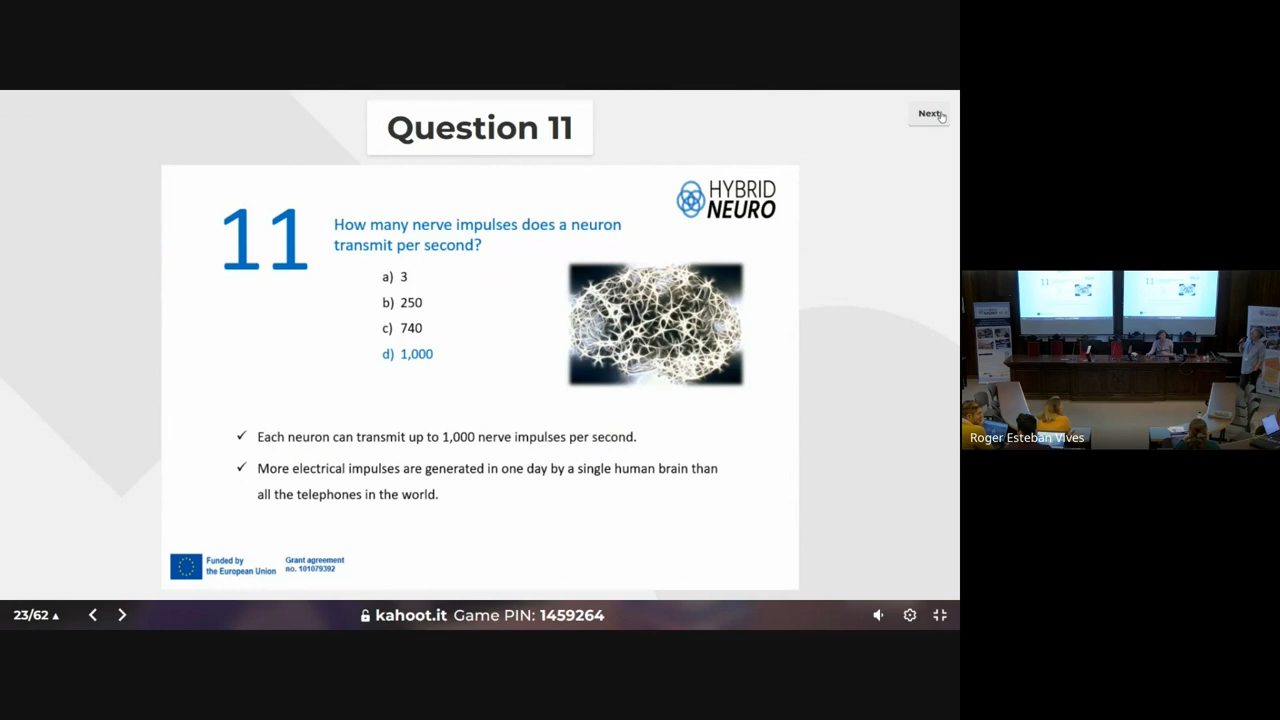 Question 11
Next
HYBRID
NEURO
11
How many nerve impulses does a neuron
transmit per second?
a) 3
b) 250
c) 740
d) 1,000
✓ Each neuron can transmit up to 1,000 nerve impulses per second.
✓ More electrical impulses are generated in one day by a single human brain than
all the telephones in the world.
Funded by
the European Union
Grant agreement
no. 101079392
23/62
kahoot.it Game PIN: 1459264
Roger Esteban Vives